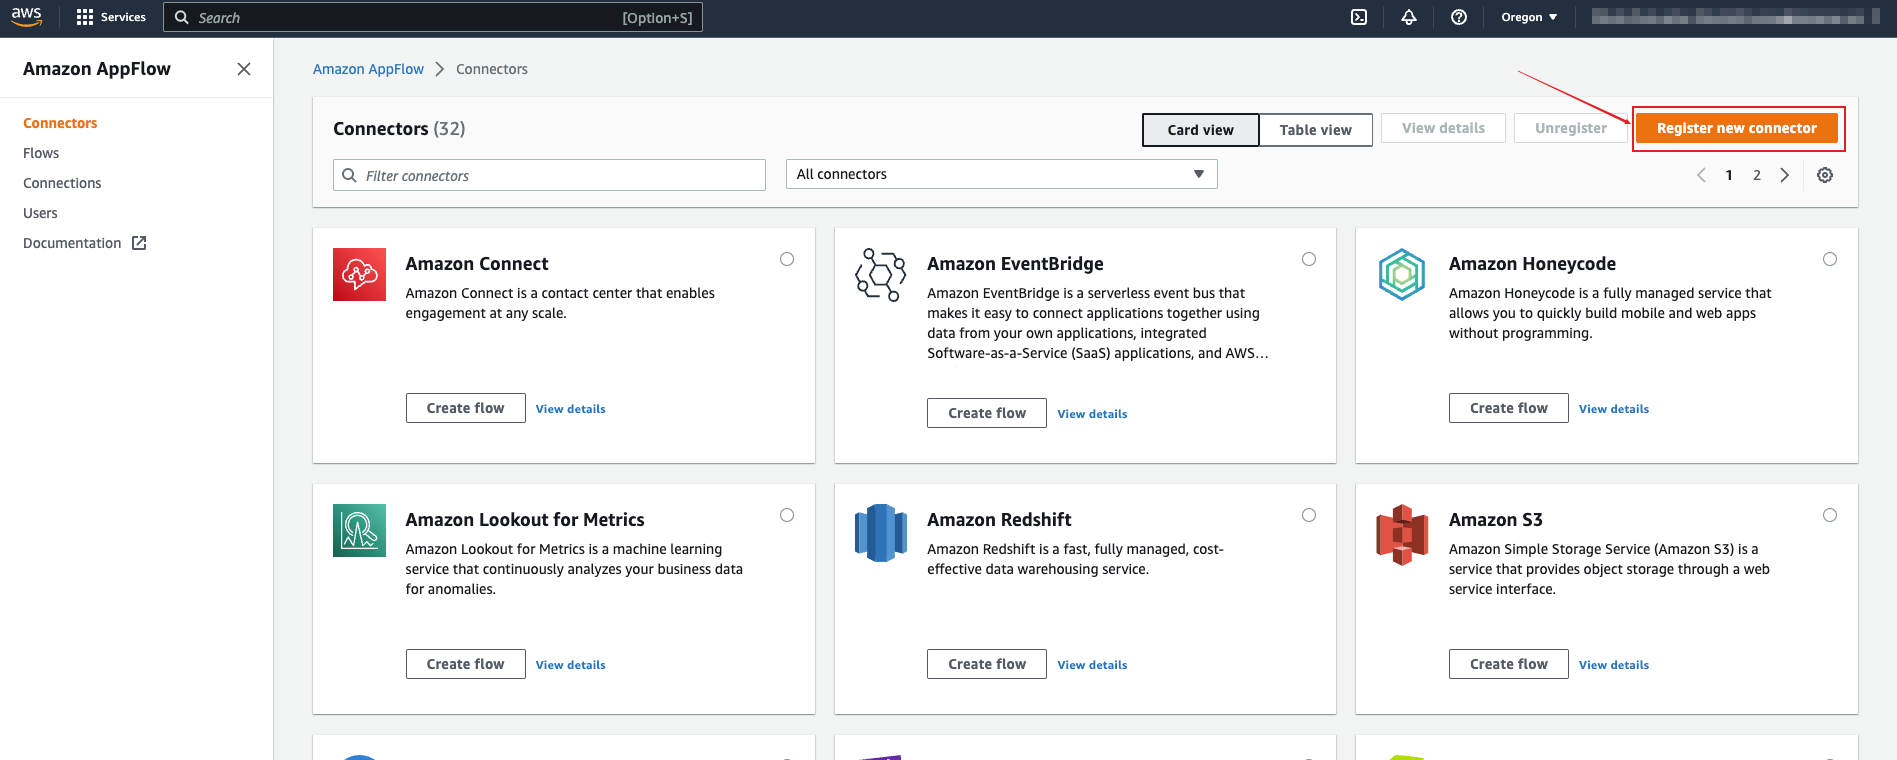 aws
Services
Search
[Option+S]
Oregon
Amazon AppFlow
Connectors
Flows
Connections
Users
Documentation
Amazon AppFlow
Connectors
Connectors (32)
Card view
Table view
View details
Unregister
Register new connector
Filter connectors
All connectors
1
2
Amazon Connect
Amazon Connect is a contact center that enables
engagement at any scale.
Create flow
View details
Amazon EventBridge
Amazon EventBridge is a serverless event bus that
makes it easy to connect applications together using
data from your own applications, integrated
Software-as-a-Service (SaaS) applications, and AWS...
Create flow
View details
Amazon Honeycode
Amazon Honeycode is a fully managed service that
allows you to quickly build mobile and web apps
without programming.
Create flow
View details
Amazon Lookout for Metrics
Amazon Lookout for Metrics is a machine learning
service that continuously analyzes your business data
for anomalies.
Create flow
View details
Amazon Redshift
Amazon Redshift is a fast, fully managed, cost-
effective data warehousing service.
Create flow
View details
Amazon S3
Amazon Simple Storage Service (Amazon S3) is a
service that provides object storage through a web
service interface.
Create flow
View details